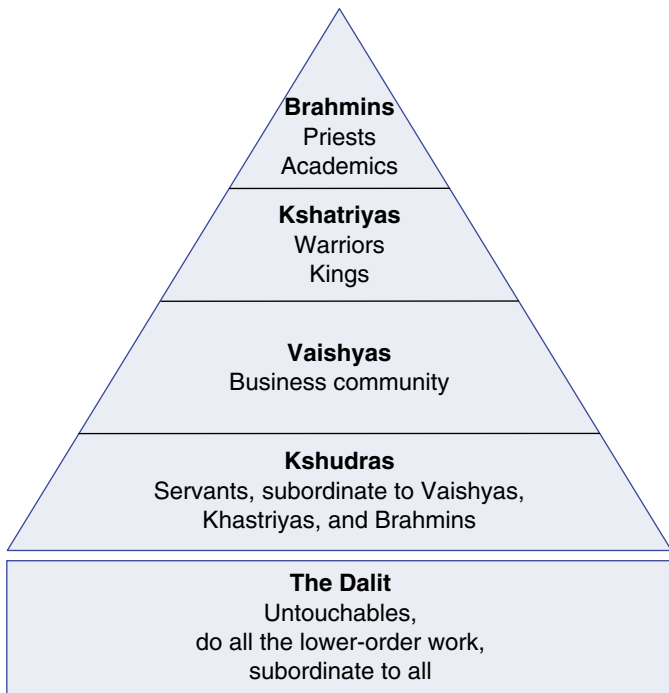 Brahmins
Priests
Academics
Kshatriyas
Warriors
Kings
Vaishyas
Business community
Kshudras
Servants, subordinate to Vaishyas,
Khastriyas, and Brahmins
The Dalit
Untouchables,
do all the lower-order work,
subordinate to all